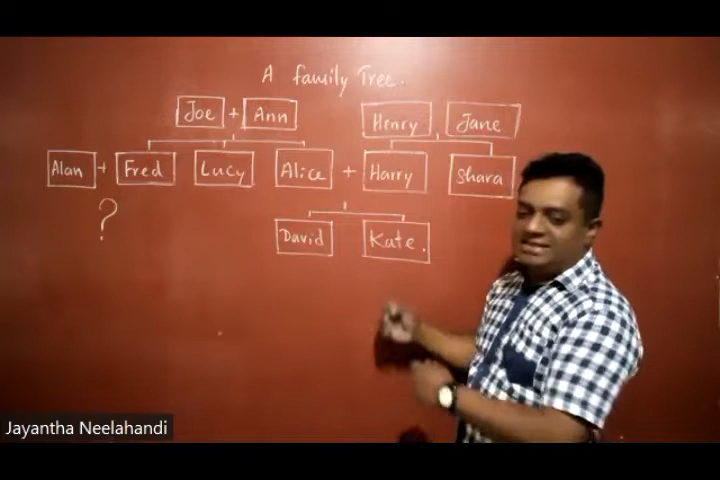 A family Tree.
Joe + Ann Henry Jane
Alan + Fred Lucy Alice + Harry Shara
?
David Kate.
Jayantha Neelahandi